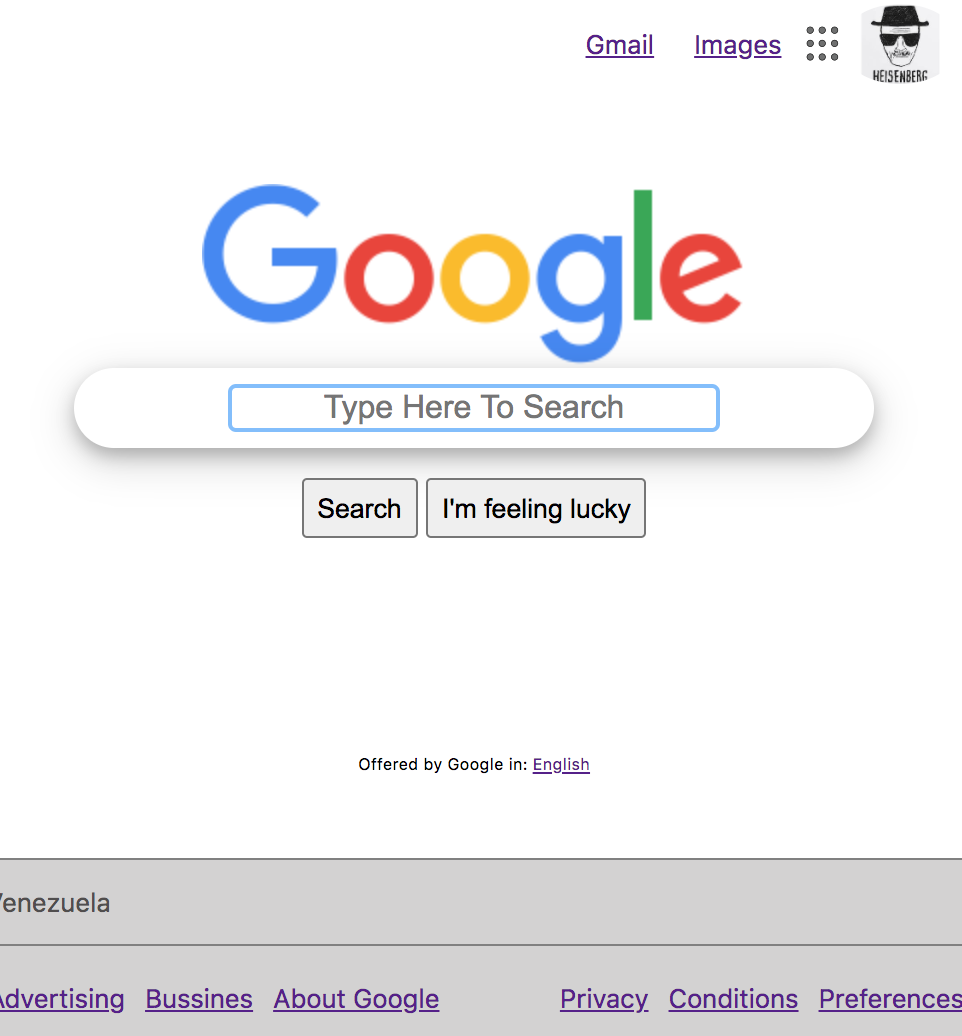 Gmail Images
HEISENBERG
Google
Type Here To Search
Search I'm feeling lucky
Offered by Google in: English
Venezuela
Advertising Bussines About Google Privacy Conditions Preferences